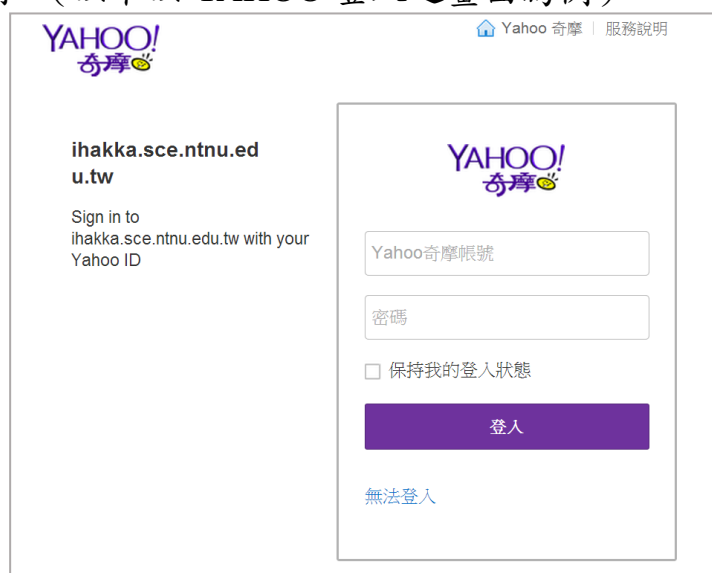 YAHOO
YAHOO!
奇摩
Yahoo 奇摩 | 服務說明
ihakka.sce.ntnu.ed
u.tw
Sign in to
ihakka.sce.ntnu.edu.tw with your
Yahoo ID
YAHOO!
奇摩
Yahoo奇摩帳號
密碼
保持我的登入狀態
登入
無法登入